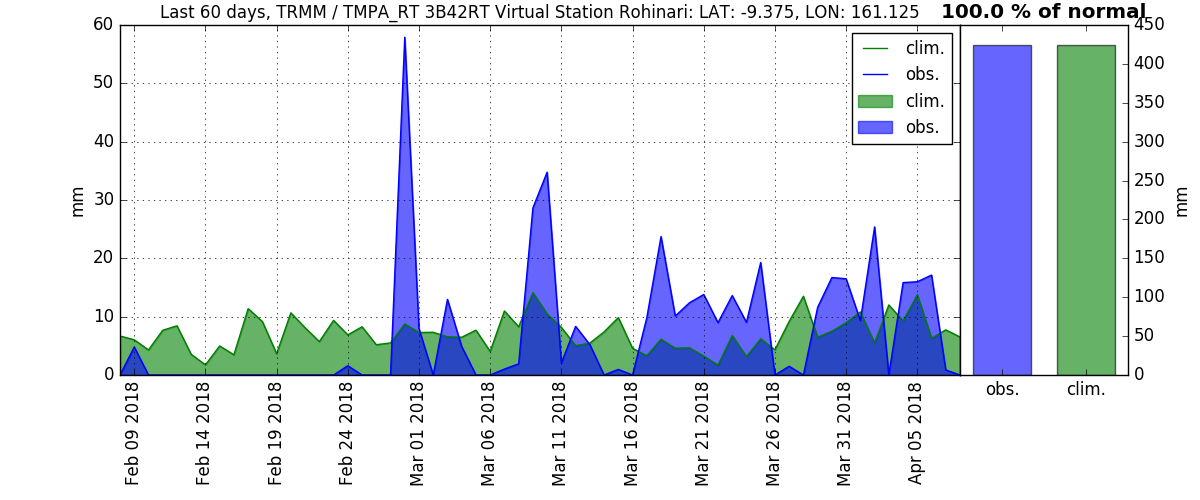 Last 60 days, TRMM / TMPA_RT 3B42RT Virtual Station Rohinari: LAT: -9.375, LON: 161.125
100.0 % of normal
60
50
40
30
20
10
0
mm
clim.
obs.
clim.
obs.
450
400
350
300
250
200
150
100
50
0
mm
Feb 09 2018
Feb 14 2018
Feb 19 2018
Feb 24 2018
Mar 01 2018
Mar 06 2018
Mar 11 2018
Mar 16 2018
Mar 21 2018
Mar 26 2018
Mar 31 2018
Apr 05 2018
obs.
clim.